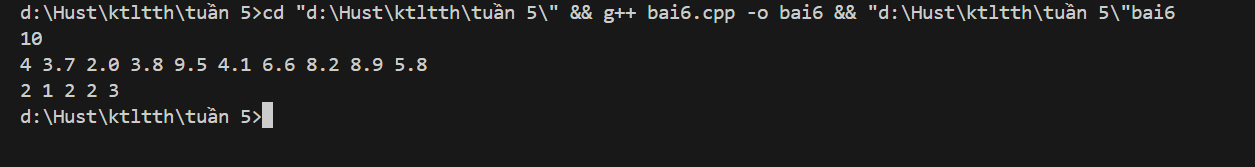 d:\Hust\ktltth\tuần 5>cd "d:\Hust\ktltth\tuần 5\" && g++ bai6.cpp -o bai6 && "d:\Hust\ktltth\tuần 5\"bai6
10
4 3.7 2.0 3.8 9.5 4.1 6.6 8.2 8.9 5.8
2 1 2 2 3
d:\Hust\ktltth\tuần 5>